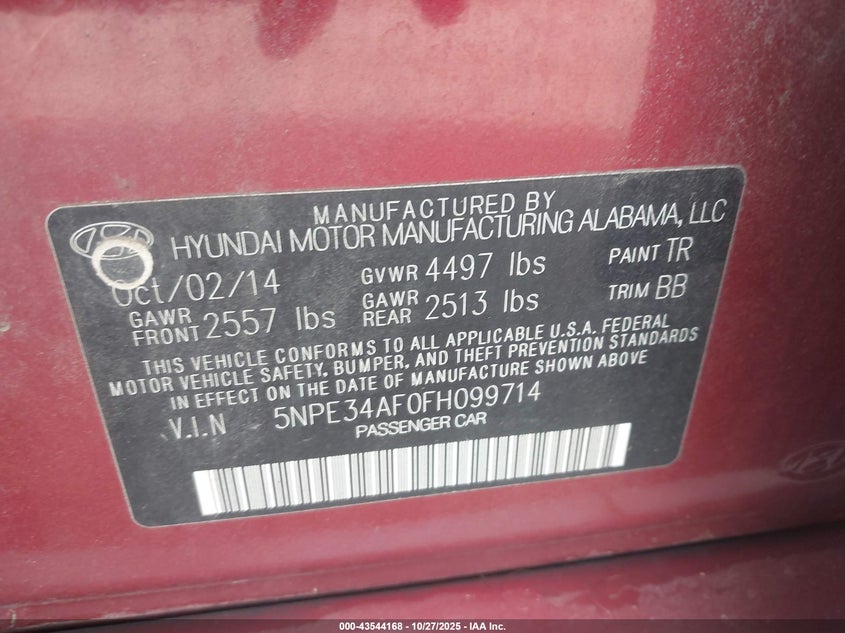 MANUFACTURED BY
HYUNDAI MOTOR MANUFACTURING ALABAMA, LLC
Oct/02/14 GVWR 4497 lbs PAINT TR
GAWR FRONT 2557 lbs GAWR REAR 2513 lbs TRIM BB
THIS VEHICLE CONFORMS TO ALL APPLICABLE U.S.A. FEDERAL
MOTOR VEHICLE SAFETY, BUMPER, AND THEFT PREVENTION STANDARDS
IN EFFECT ON THE DATE OF MANUFACTURE SHOWN ABOVE
V.I.N 5NPE34AF0FH099714
PASSENGER CAR
000-43544168 - 10/27/2025 - IAA Inc.